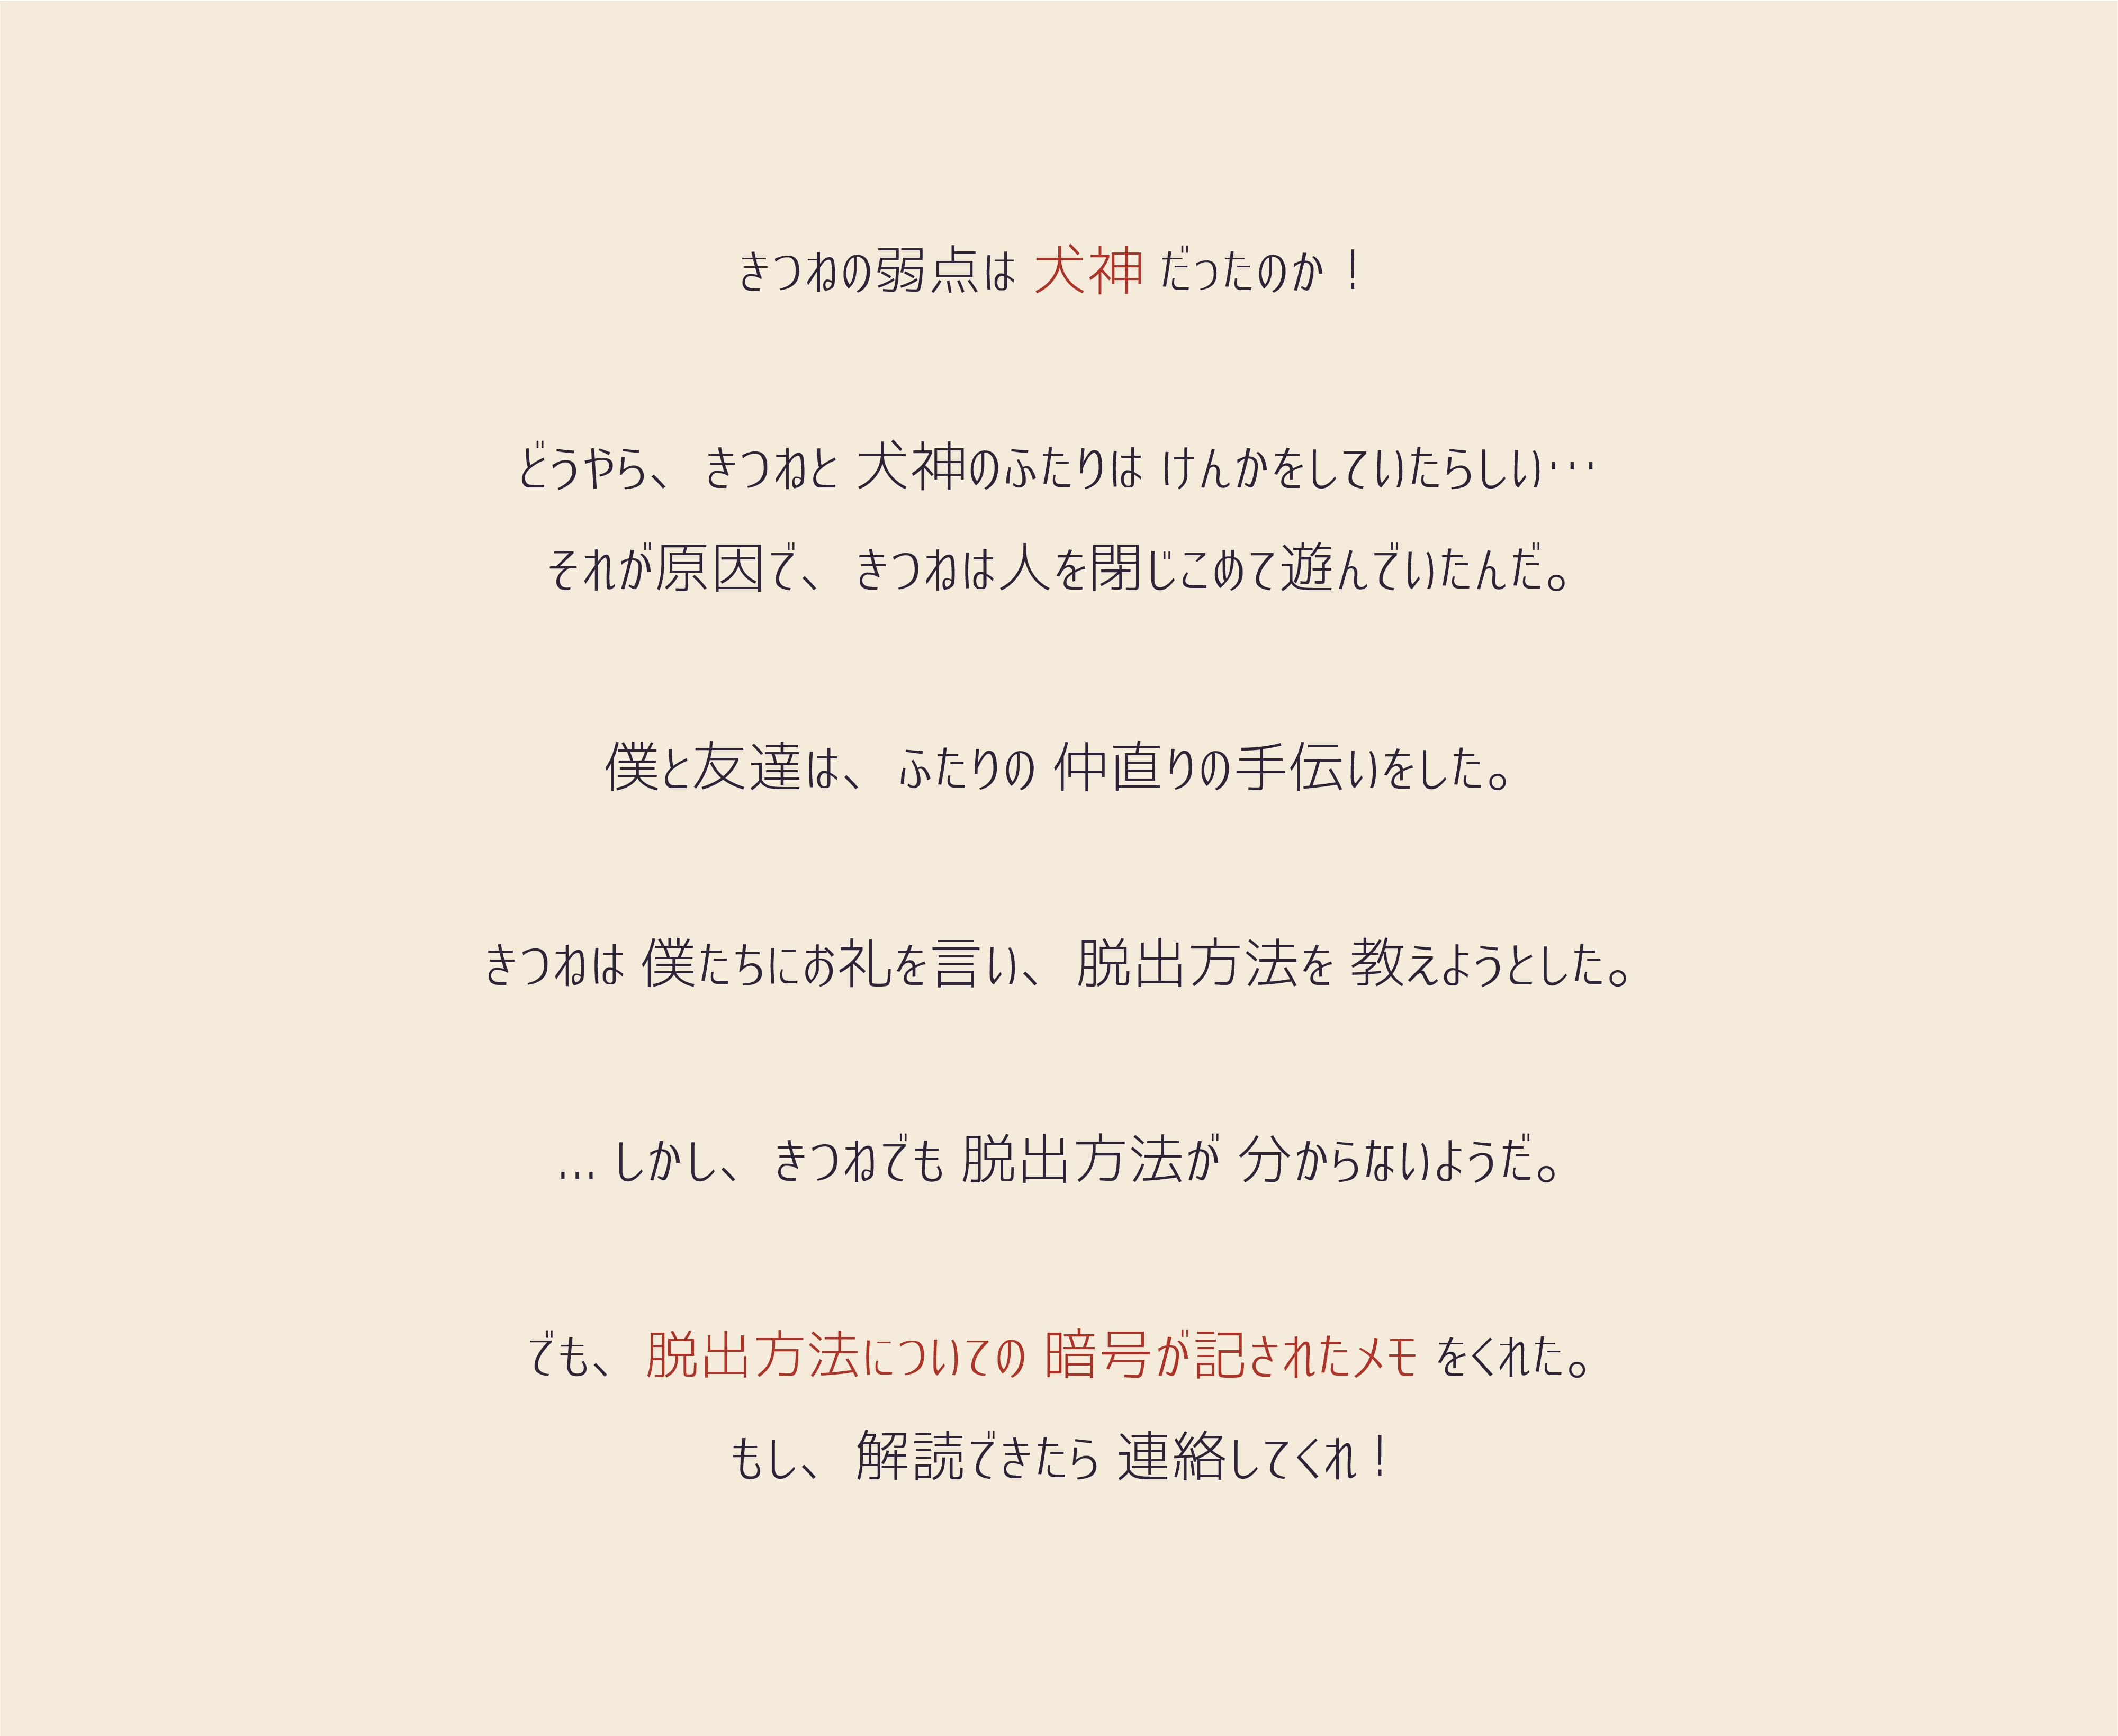 きつねの弱点は 犬神 だったのか！
どうやら、きつねと 犬神のふたりは けんかをしていたらしい…
それが原因で、きつねは人を閉じこめて遊んでいたんだ。
僕と友達は、ふたりの 仲直りの手伝いをした。
きつねは 僕たちにお礼を言い、脱出方法を 教えようとした。
... しかし、きつねでも 脱出方法が 分からないようだ。
でも、脱出方法についての 暗号が記されたメモ をくれた。
もし、解読できたら 連絡してくれ！